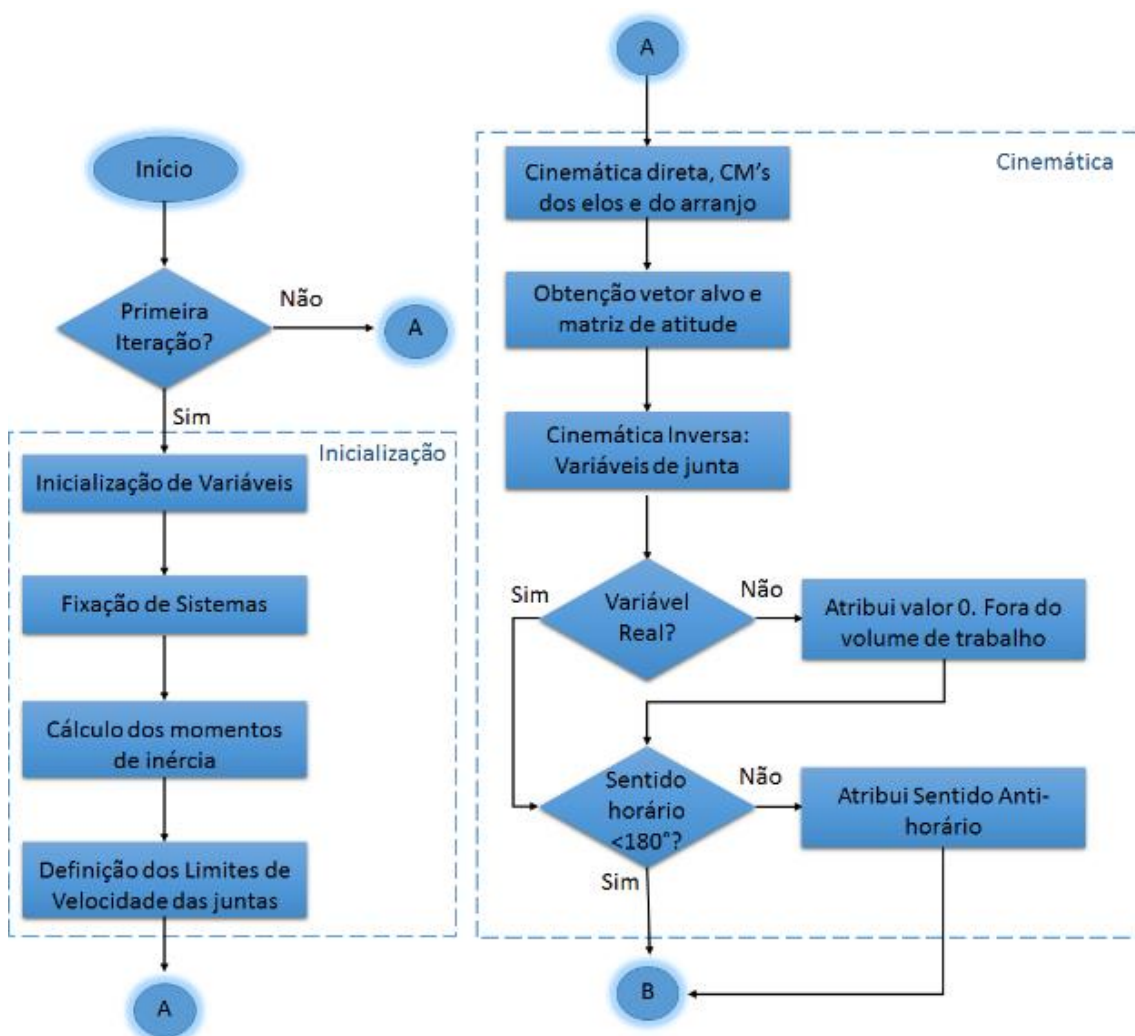 Início
Primeira
Iteração?
Não
A
Sim
Inicialização
Inicialização de Variáveis
Fixação de Sistemas
Cálculo dos momentos
de inércia
Definição dos Limites de
Velocidade das juntas
A
A
Cinemática
Cinemática direta, CM's
dos elos e do arranjo
Obtenção vetor alvo e
matriz de atitude
Cinemática Inversa:
Variáveis de junta
Sim
Variável
Real?
Não
Atribui valor 0. Fora do
volume de trabalho
Sentido
horário
<180°?
Não
Atribui Sentido Anti-
horário
Sim
B